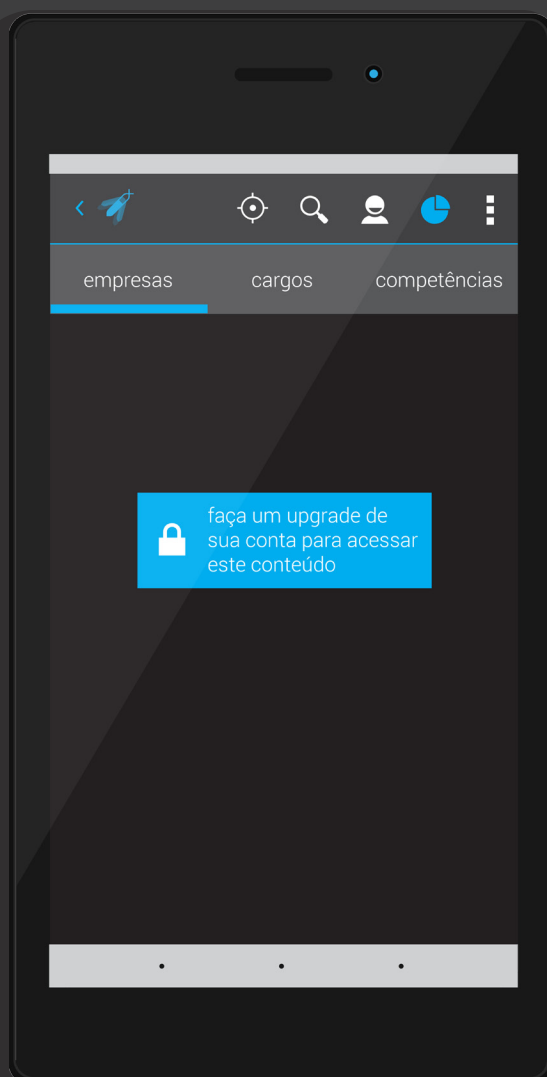 empresas cargos competências
faça um upgrade de
sua conta para acessar
este conteúdo